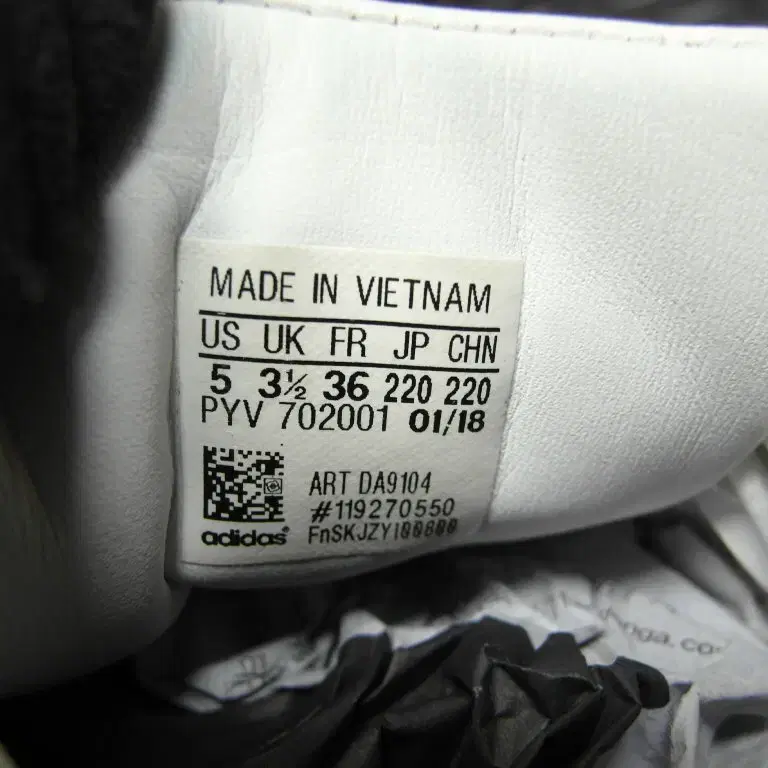 MADE IN VIETNAM
US UK FR JP CHN
5 3½ 36 220 220
PYV 702001 01/18
ART DA9104
#119270550
adidas